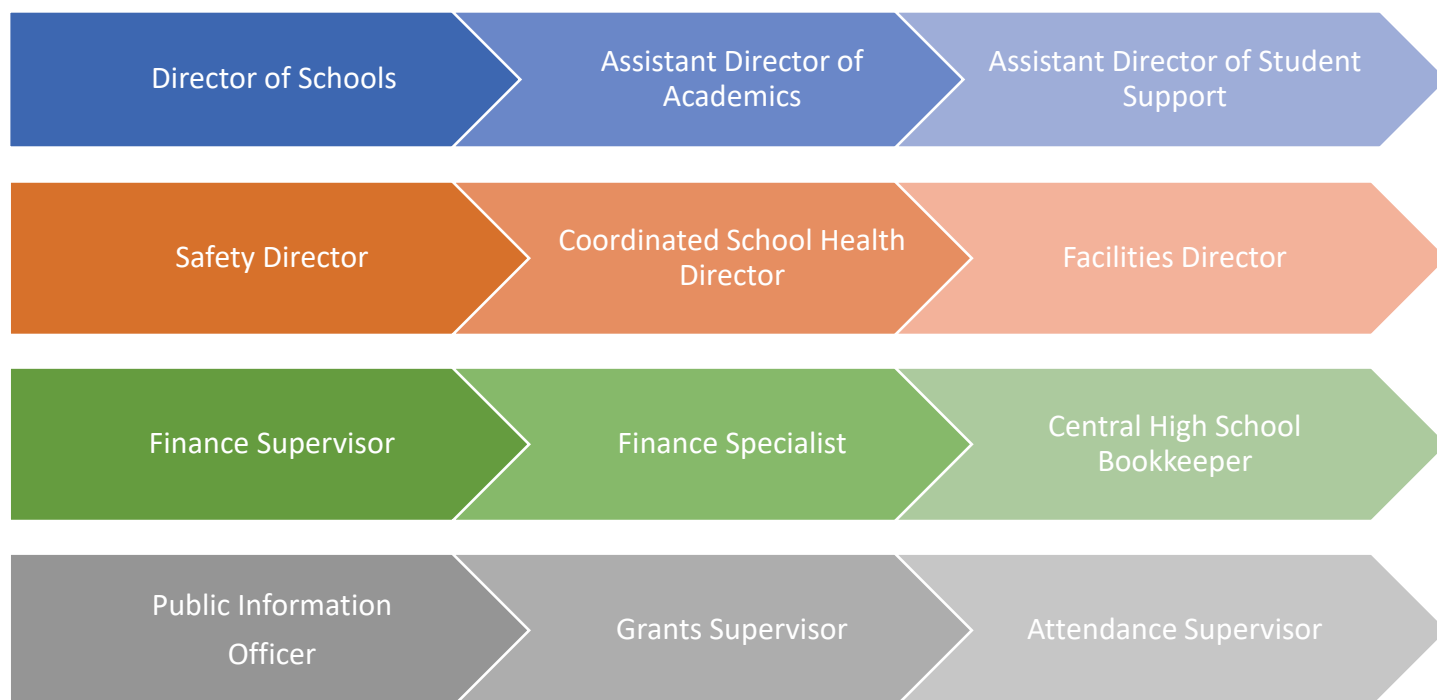 Director of Schools
Assistant Director of
Academics
Assistant Director of Student
Support
Safety Director
Coordinated School Health
Director
Facilities Director
Finance Supervisor
Finance Specialist
Central High School
Bookkeeper
Public Information
Officer
Grants Supervisor
Attendance Supervisor